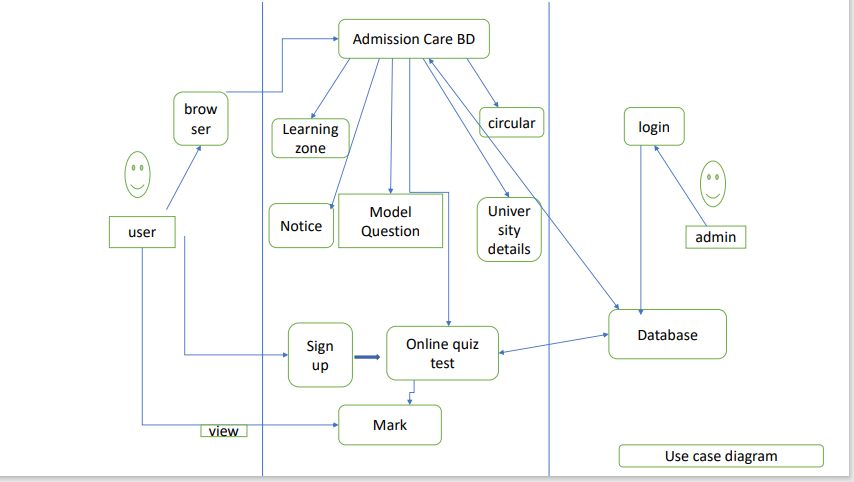 Admission Care BD
brow
ser
Learning
zone
circular
login
user
Notice
Model
Question
Univer
sity
details
admin
Sign
up
Online quiz
test
Database
view
Mark
Use case diagram